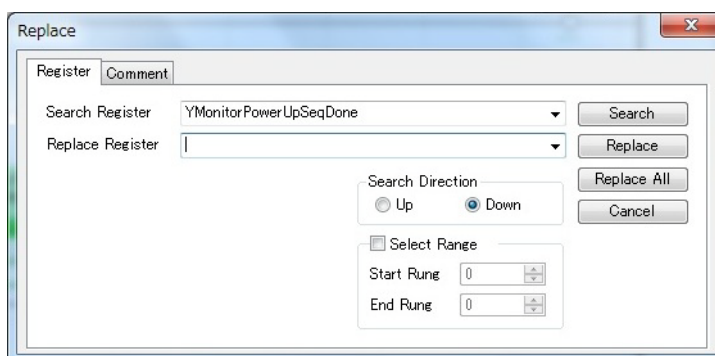 Replace
Register Comment
Search Register YMonitorPowerUpSeqDone Search
Replace Register Replace
Search Direction Replace All
Up Down Cancel
Select Range
Start Rung 0
End Rung 0